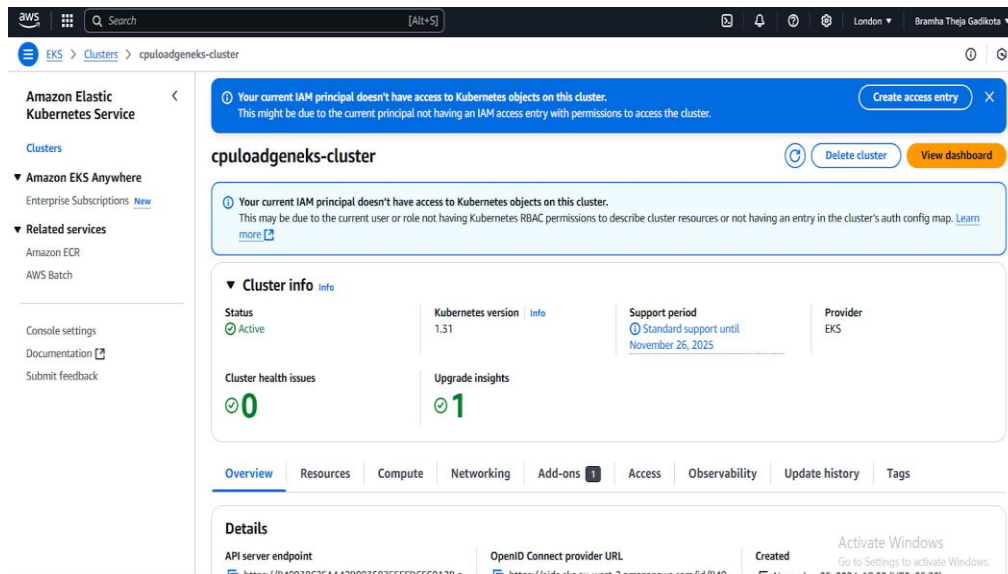 aws
Search [Alt+S] London Bramha Theja Gadikota
EKS > Clusters > cpuloadgeneks-cluster
Amazon Elastic Kubernetes Service
Clusters
Amazon EKS Anywhere
Enterprise Subscriptions New
Related services
Amazon ECR
AWS Batch
Console settings
Documentation
Submit feedback
Your current IAM principal doesn't have access to Kubernetes objects on this cluster.
This might be due to the current principal not having an IAM access entry with permissions to access the cluster.
Create access entry
cpuloadgeneks-cluster
Delete cluster
View dashboard
Your current IAM principal doesn't have access to Kubernetes objects on this cluster.
This may be due to the current user or role not having Kubernetes RBAC permissions to describe cluster resources or not having an entry in the cluster's auth config map. Learn
more
Cluster info Info
Status
Active
Kubernetes version Info
1.31
Support period
Standard support until
November 26, 2025
Provider
EKS
Cluster health issues
0
Upgrade insights
1
Overview Resources Compute Networking Add-ons 1 Access Observability Update history Tags
Details
API server endpoint
OpenID Connect provider URL
Created
Activate Windows
Go to Settings to activate Windows.